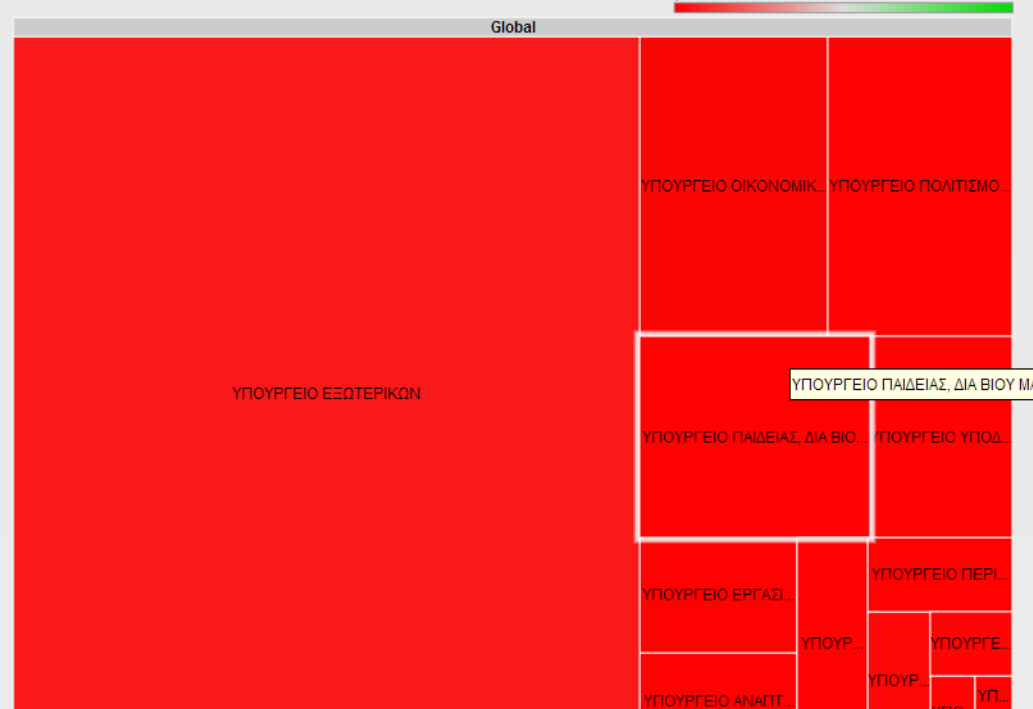 Global
ΥΠΟΥΡΓΕΙΟ ΟΙΚΟΝΟΜΙΚ...
ΥΠΟΥΡΓΕΙΟ ΠΟΛΙΤΙΣΜΟ...
ΥΠΟΥΡΓΕΙΟ ΕΞΩΤΕΡΙΚΩΝ
ΥΠΟΥΡΓΕΙΟ ΠΑΙΔΕΙΑΣ, ΔΙΑ ΒΙΟΥ ΜΑ
ΥΠΟΥΡΓΕΙΟ ΠΑΙΔΕΙΑΣ, ΔΙΑ ΒΙΟ...
ΥΠΟΥΡΓΕΙΟ ΥΠΟΔ...
ΥΠΟΥΡΓΕΙΟ ΠΕΡΙ...
ΥΠΟΥΡΓΕΙΟ ΕΡΓΑΣΙ...
ΥΠΟΥΡ...
ΥΠΟΥΡΓΕ...
ΥΠΟΥΡ...
ΥΠ...
ΥΠΟΥΡΓΕΙΟ ΑΝΑΠΤ...